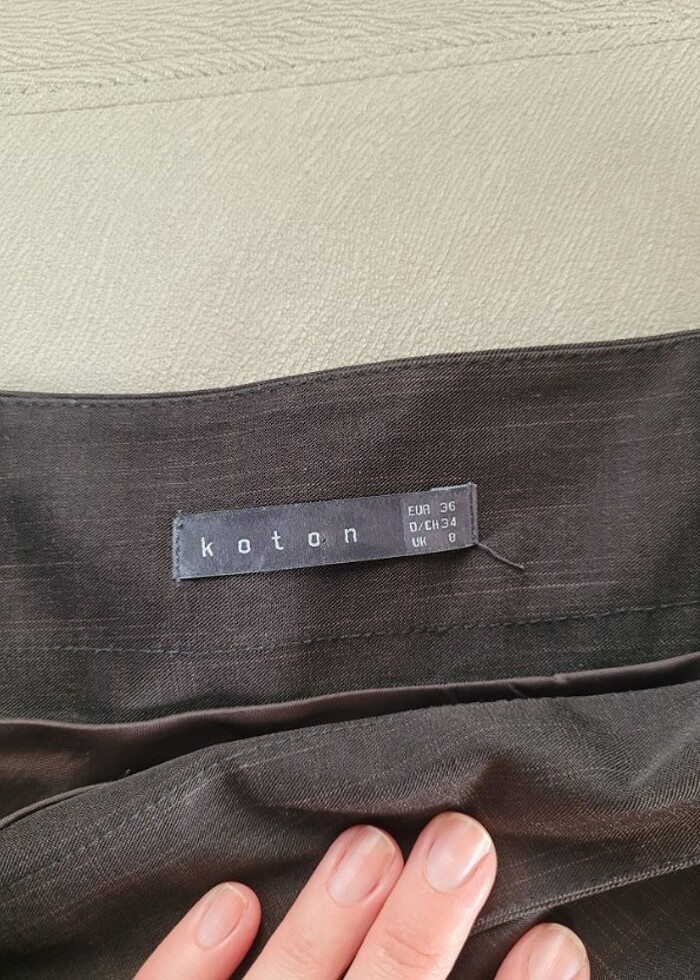 koton
EUR 36
D/CH 34
UK 8